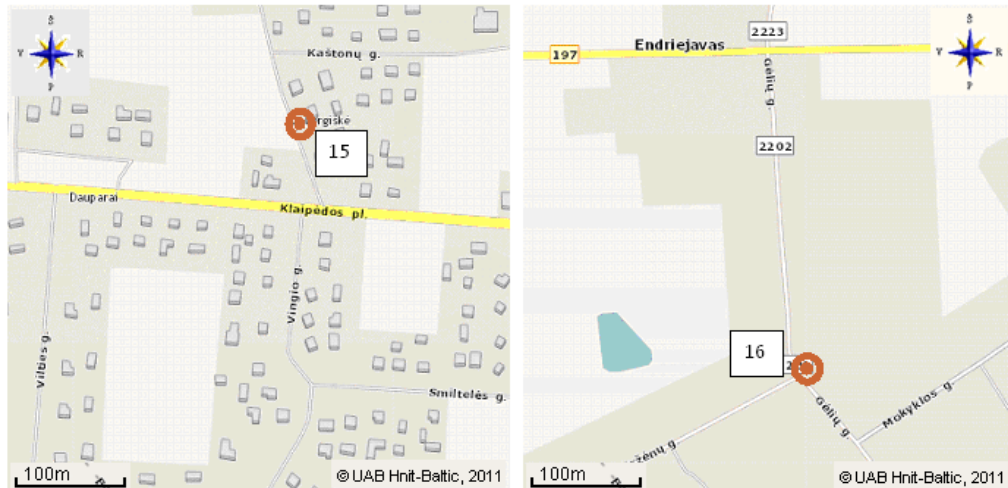 Š
V
R
P
Kaštonų g.
15
Dauparai
Klaipėdos pl.
Vingio g.
Vilties g.
Smiltelės g.
100m
© UAB Hnit-Baltic, 2011
Š
V
R
P
2223
Endriejavas
197
Gėlių g.
2202
16
Gėlių g.
Mokyklos g.
100m
© UAB Hnit-Baltic, 2011